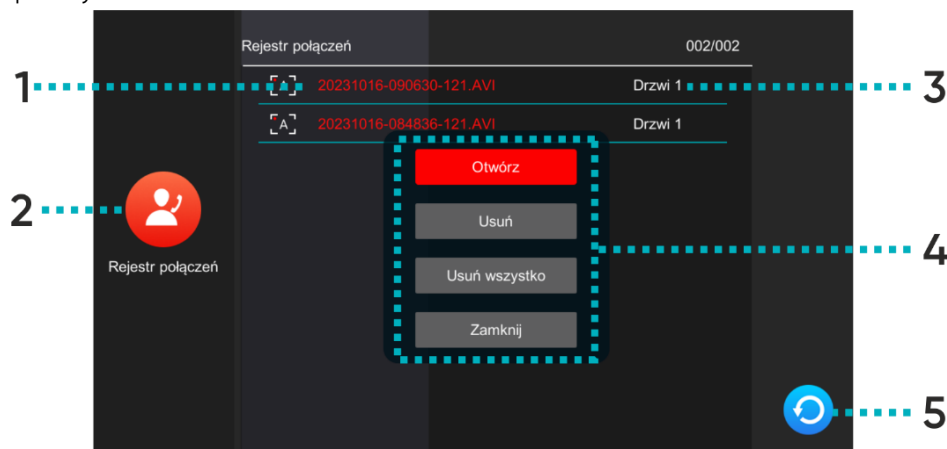 Rejestr połączeń 002/002
1 [A] 20231016-090630-121.AVI Drzwi 1 3
[A] 20231016-084836-121.AVI Drzwi 1
Otwórz
2
Usuń
4
Rejestr połączeń
Usuń wszystko
Zamknij
5